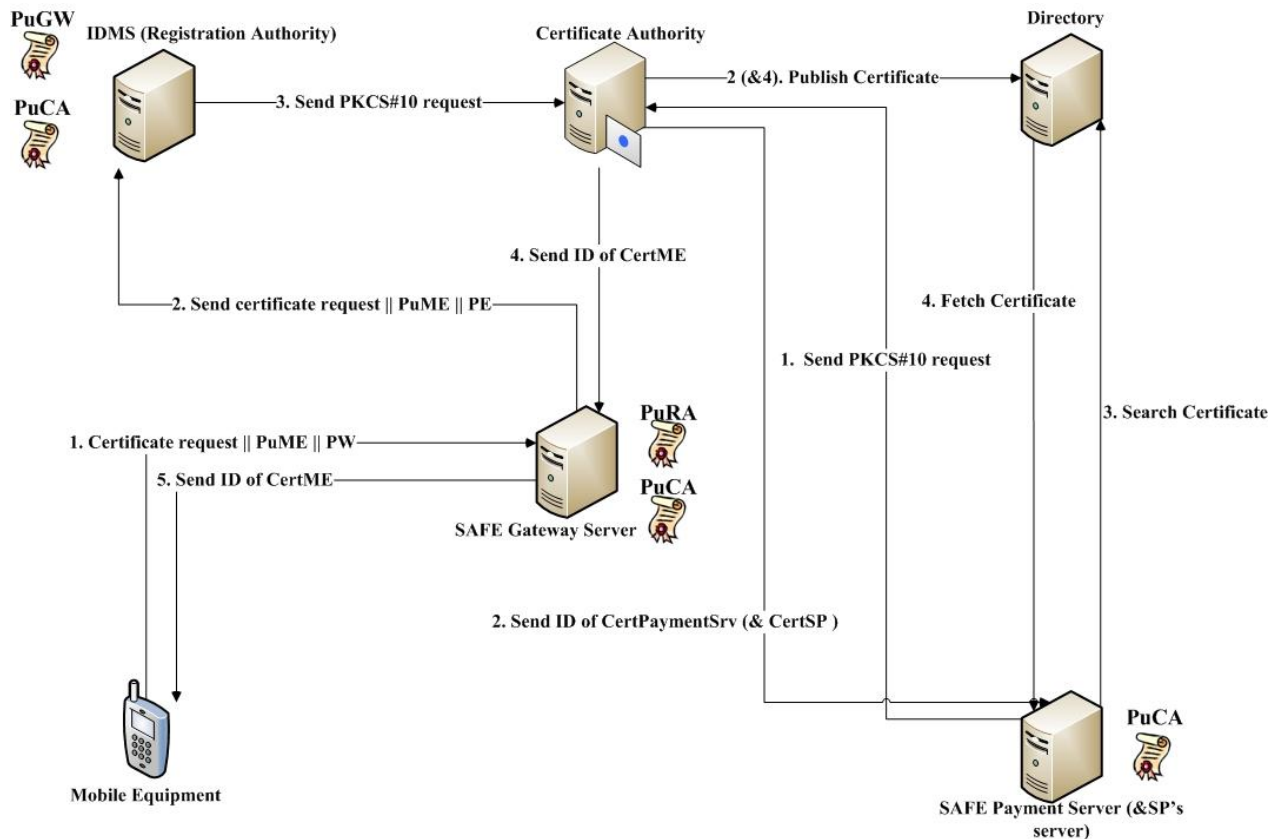 PuGW
IDMS (Registration Authority)
Certificate Authority
Directory
PuCA
2 (&4). Publish Certificate
3. Send PKCS#10 request
4. Send ID of CertME
2. Send certificate request || PuME || PE
4. Fetch Certificate
1. Send PKCS#10 request
PuRA
3. Search Certificate
1. Certificate request || PuME || PW
5. Send ID of CertME
PuCA
SAFE Gateway Server
2. Send ID of CertPaymentSrv (& CertSP )
PuCA
Mobile Equipment
SAFE Payment Server (&SP's
server)